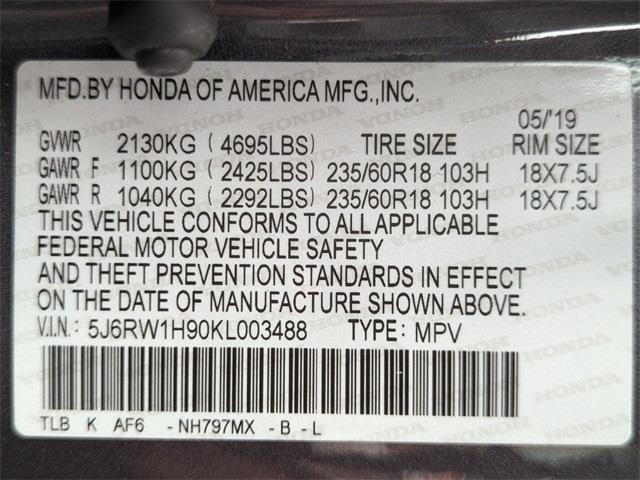 MFD.BY HONDA OF AMERICA MFG.,INC.
05/'19
GVWR 2130KG ( 4695LBS) TIRE SIZE RIM SIZE
GAWR F 1100KG ( 2425LBS) 235/60R18 103H 18X7.5J
GAWR R 1040KG ( 2292LBS) 235/60R18 103H 18X7.5J
THIS VEHICLE CONFORMS TO ALL APPLICABLE
FEDERAL MOTOR VEHICLE SAFETY
AND THEFT PREVENTION STANDARDS IN EFFECT
ON THE DATE OF MANUFACTURE SHOWN ABOVE.
V.I.N.: 5J6RW1H90KL003488 TYPE: MPV
TLB K AF6 - NH797MX - B - L